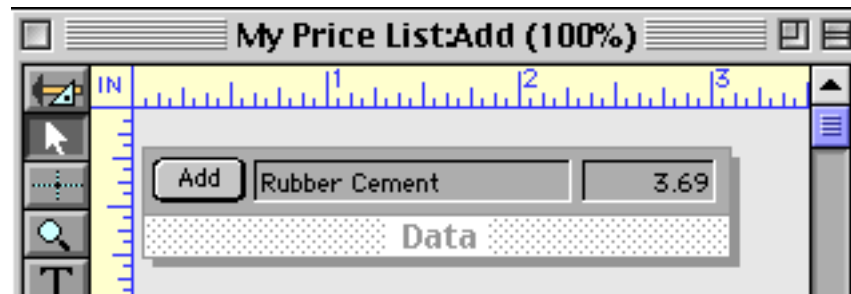 My Price List:Add (100%)
IN 1 2 3
Add Rubber Cement 3.69
Data
T